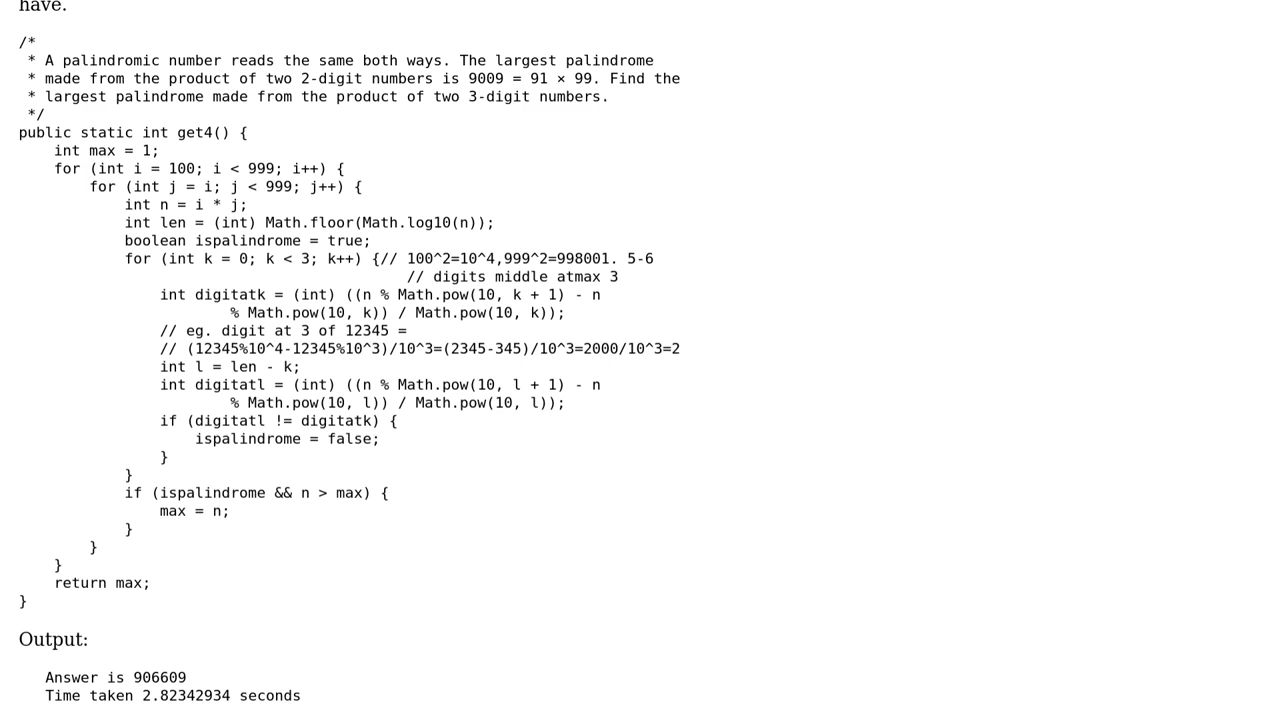 have.
/*
 * A palindromic number reads the same both ways. The largest palindrome
 * made from the product of two 2-digit numbers is 9009 = 91 × 99. Find the
 * largest palindrome made from the product of two 3-digit numbers.
 */
public static int get4() {
    int max = 1;
    for (int i = 100; i < 999; i++) {
        for (int j = i; j < 999; j++) {
            int n = i * j;
            int len = (int) Math.floor(Math.log10(n));
            boolean ispalindrome = true;
            for (int k = 0; k < 3; k++) {// 100^2=10^4,999^2=998001. 5-6
                                            // digits middle atmax 3
                int digitatk = (int) ((n % Math.pow(10, k + 1) - n
                        % Math.pow(10, k)) / Math.pow(10, k));
                // eg. digit at 3 of 12345 =
                // (12345%10^4-12345%10^3)/10^3=(2345-345)/10^3=2000/10^3=2
                int l = len - k;
                int digitatl = (int) ((n % Math.pow(10, l + 1) - n
                        % Math.pow(10, l)) / Math.pow(10, l));
                if (digitatl != digitatk) {
                    ispalindrome = false;
                }
            }
            if (ispalindrome && n > max) {
                max = n;
            }
        }
    }
    return max;
}
Output:
   Answer is 906609
   Time taken 2.82342934 seconds